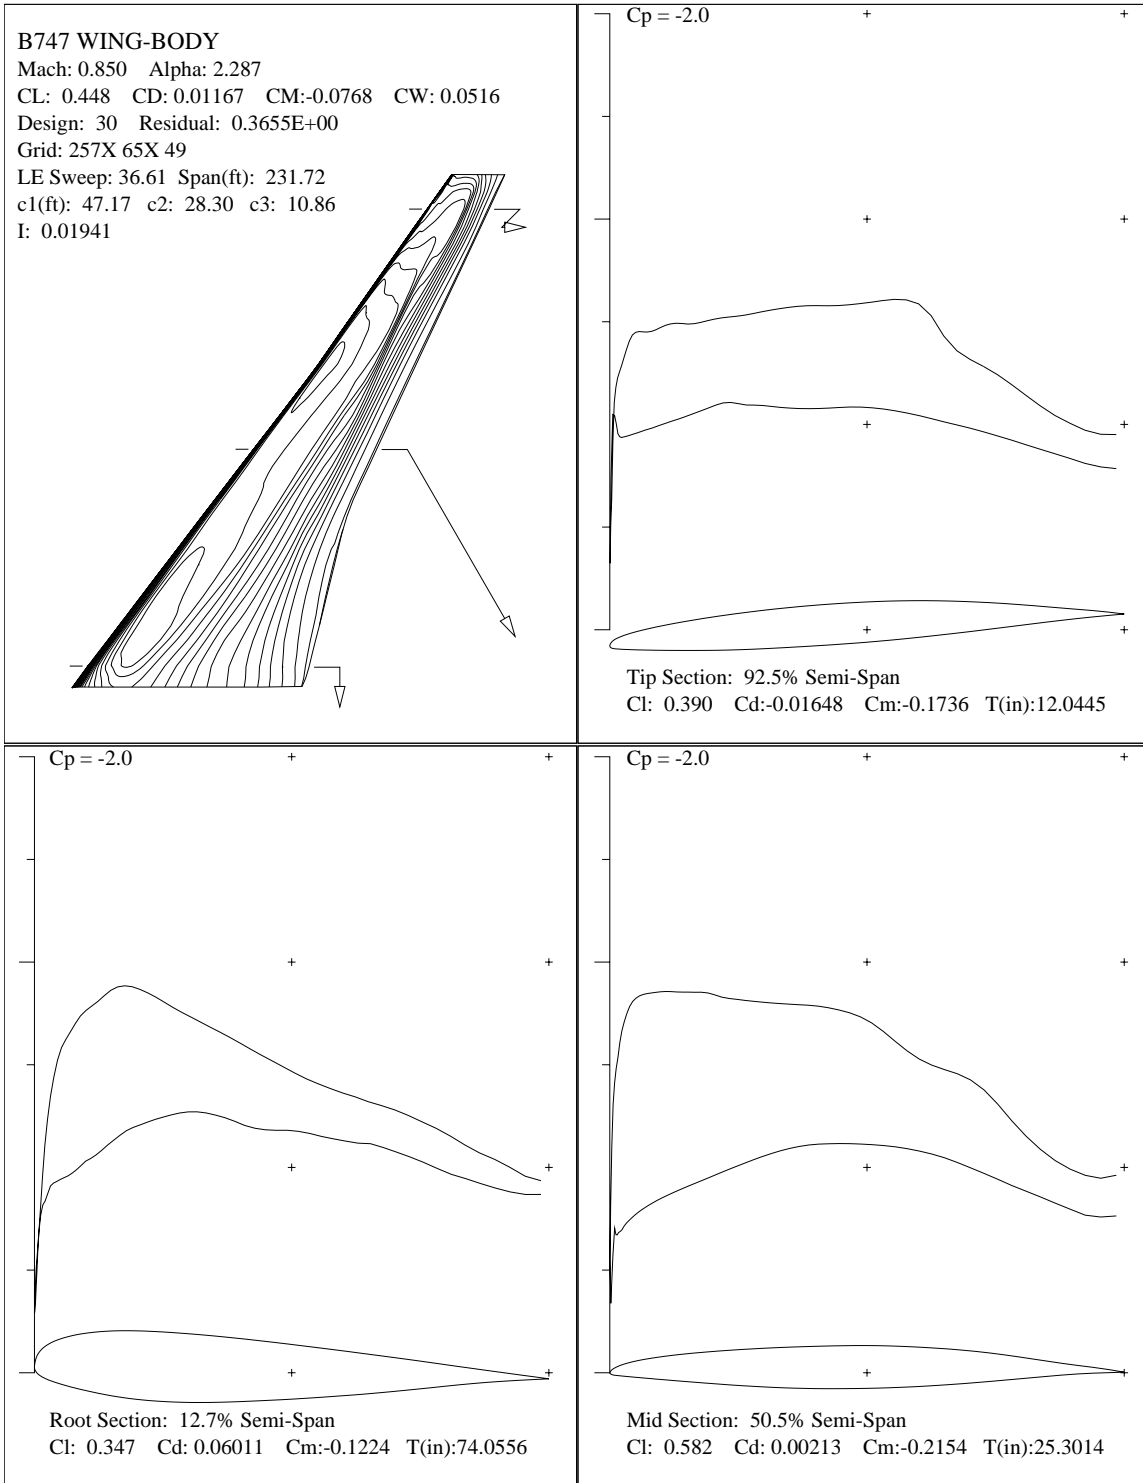 B747 WING-BODY
Mach: 0.850 Alpha: 2.287
CL: 0.448 CD: 0.01167 CM:-0.0768 CW: 0.0516
Design: 30 Residual: 0.3655E+00
Grid: 257X 65X 49
LE Sweep: 36.61 Span(ft): 231.72
c1(ft): 47.17 c2: 28.30 c3: 10.86
I: 0.01941
Cp = -2.0
Tip Section: 92.5% Semi-Span
Cl: 0.390 Cd:-0.01648 Cm:-0.1736 T(in):12.0445
Cp = -2.0
Root Section: 12.7% Semi-Span
Cl: 0.347 Cd: 0.06011 Cm:-0.1224 T(in):74.0556
Cp = -2.0
Mid Section: 50.5% Semi-Span
Cl: 0.582 Cd: 0.00213 Cm:-0.2154 T(in):25.3014